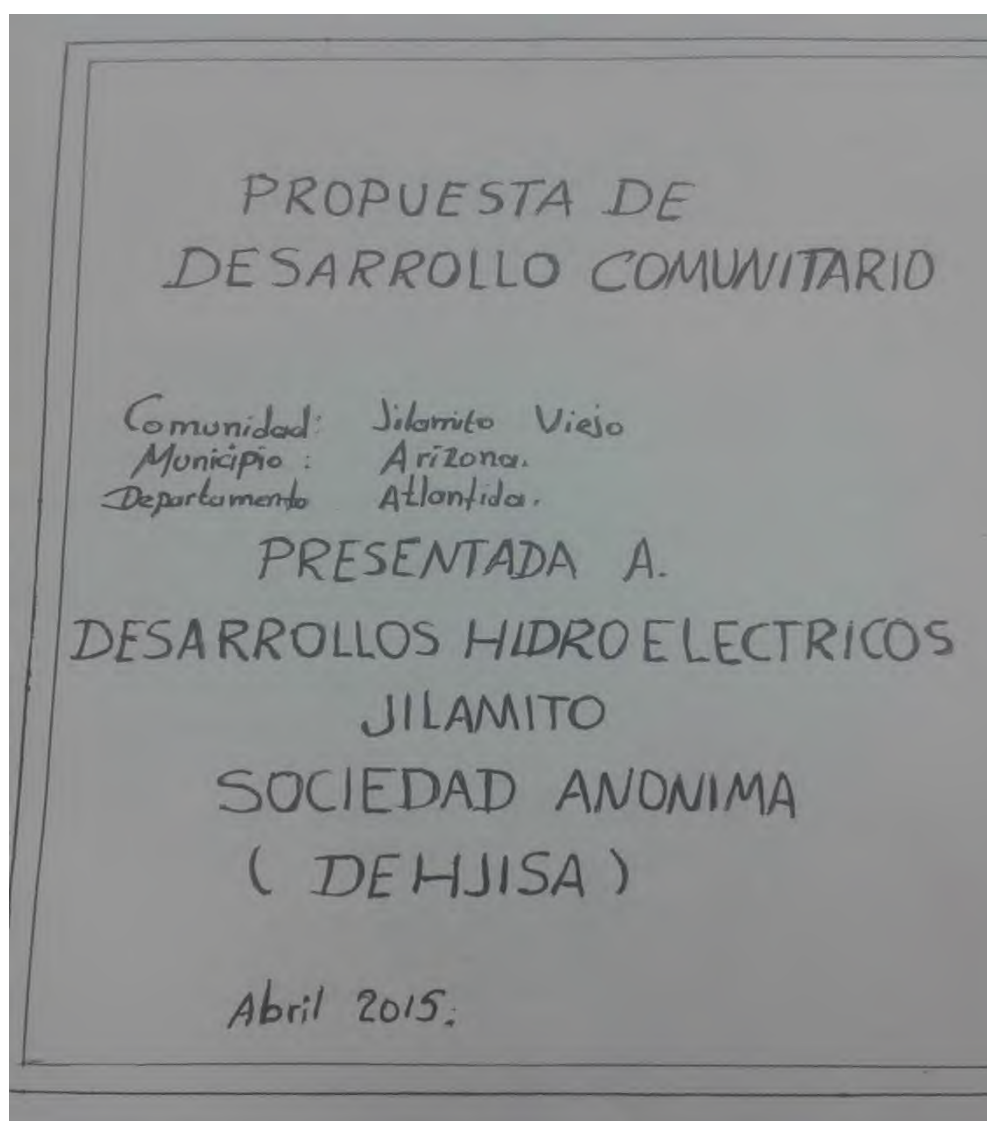 PROPUESTA DE
DESARROLLO COMUNITARIO
Comunidad: Jilamito Viejo
Municipio: Arizona.
Departamento Atlantida.
PRESENTADA A.
DESARROLLOS HIDROELECTRICOS
JILAMITO
SOCIEDAD ANONIMA
( DEHJISA )
Abril 2015.